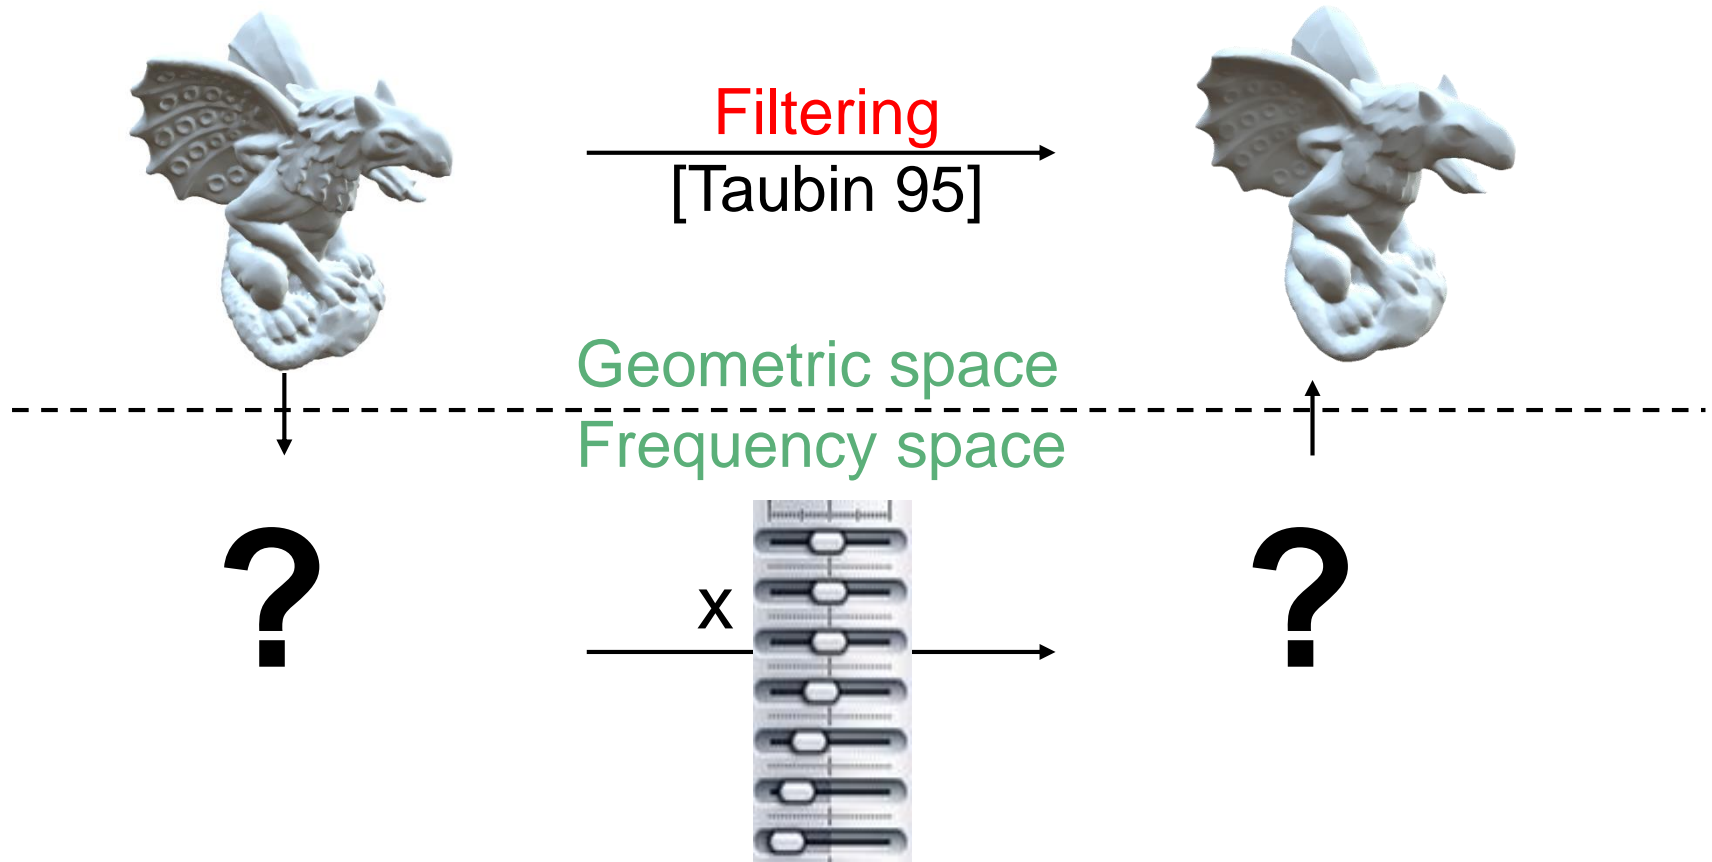 Filtering
[Taubin 95]
Geometric space
Frequency space
?
x
?